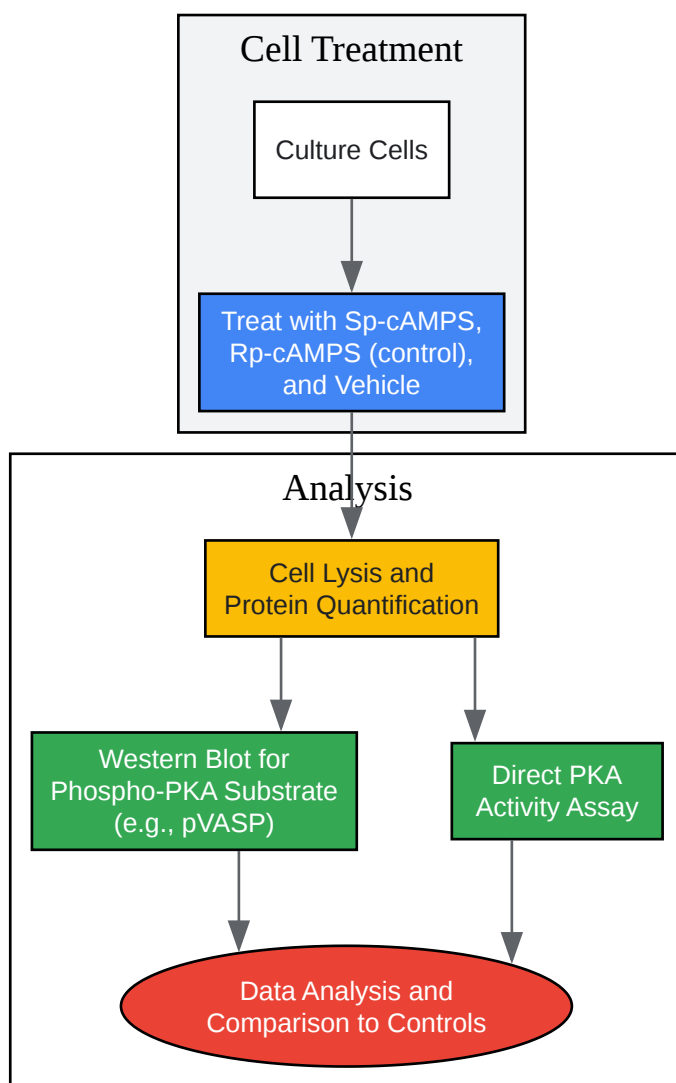 Cell Treatment
Culture Cells
Treat with Sp-cAMPS,
Rp-cAMPS (control),
and Vehicle
Analysis
Cell Lysis and
Protein Quantification
Western Blot for
Phospho-PKA Substrate
(e.g., pVASP)
Direct PKA
Activity Assay
Data Analysis and
Comparison to Controls